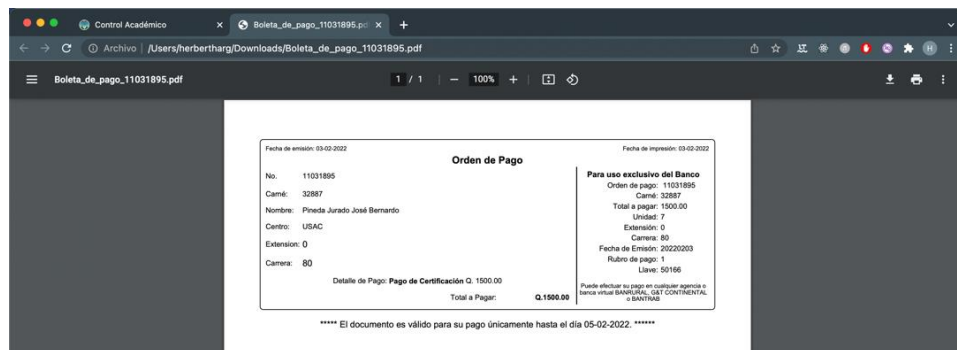 Control Académico
Boleta_de_pago_11031895.pd
Archivo | /Users/herbertharg/Downloads/Boleta_de_pago_11031895.pdf
H
Boleta_de_pago_11031895.pdf
1 / 1
100%
Fecha de emisión: 03-02-2022
Fecha de impresión: 03-02-2022
Orden de Pago
No. 11031895
Carné: 32887
Nombre: Pineda Jurado José Bernardo
Centro: USAC
Extension: 0
Carrera: 80
Detalle de Pago: Pago de Certificación Q. 1500.00
Total a Pagar: Q.1500.00
Para uso exclusivo del Banco
Orden de pago: 11031895
Carné: 32887
Total a pagar: 1500.00
Unidad: 7
Extensión: 0
Carrera: 80
Fecha de Emisón: 20220203
Rubro de pago: 1
Llave: 50166
Puede efectuar su pago en cualquier agencia o
banca virtual BANRURAL, G&T CONTINENTAL
o BANTRAB
***** El documento es válido para su pago únicamente hasta el día 05-02-2022. ******